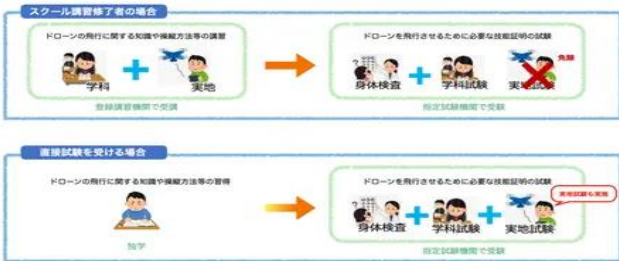 スクール講習修了者の場合
ドローンの飛行に関する知識や操縦方法等の講習
学科
実地
登録講習機関で受講
ドローンを飛行させるために必要な技能証明の試験
身体検査
学科試験
実地試験
免除
指定試験機関で受験
直接試験を受ける場合
ドローンの飛行に関する知識や操縦方法等の習得
独学
ドローンを飛行させるために必要な技能証明の試験
実地試験も実施
身体検査
学科試験
実地試験
指定試験機関で受験